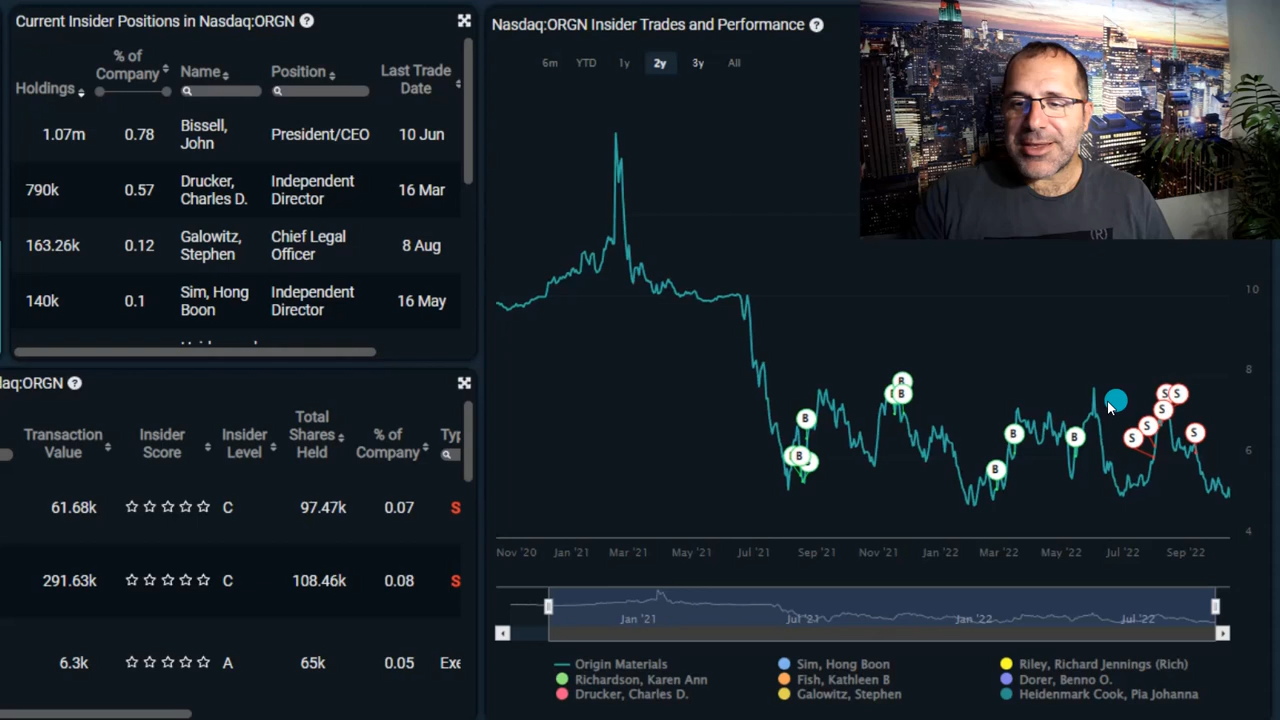 Current Insider Positions in Nasdaq:ORGN ?
Holdings
% of
Company
Name
Position
Last Trade
Date
1.07m 0.78 Bissell,
John President/CEO 10 Jun
790k 0.57 Drucker,
Charles D. Independent
Director 16 Mar
163.26k 0.12 Galowitz,
Stephen Chief Legal
Officer 8 Aug
140k 0.1 Sim, Hong
Boon Independent
Director 16 May
daq:ORGN ?
Transaction
Value
Insider
Score
Insider
Level
Total
Shares
Held
% of
Company
Typ
61.68k C 97.47k 0.07 S
291.63k C 108.46k 0.08 S
6.3k A 65k 0.05 Exe
Nasdaq:ORGN Insider Trades and Performance ?
6m YTD 1y 2y 3y All
(R)
10
8
6
4
B B B B B B B B B
S S S S S S
Nov '20 Jan '21 Mar '21 May '21 Jul '21 Sep '21 Nov '21 Jan '22 Mar '22 May '22 Jul '22 Sep '22
Jan '21 Jul '21 Jan '22 Jul '22
Origin Materials Sim, Hong Boon Riley, Richard Jennings (Rich)
Richardson, Karen Ann Fish, Kathleen B Dorer, Benno O.
Drucker, Charles D. Galowitz, Stephen Heidenmark Cook, Pia Johanna